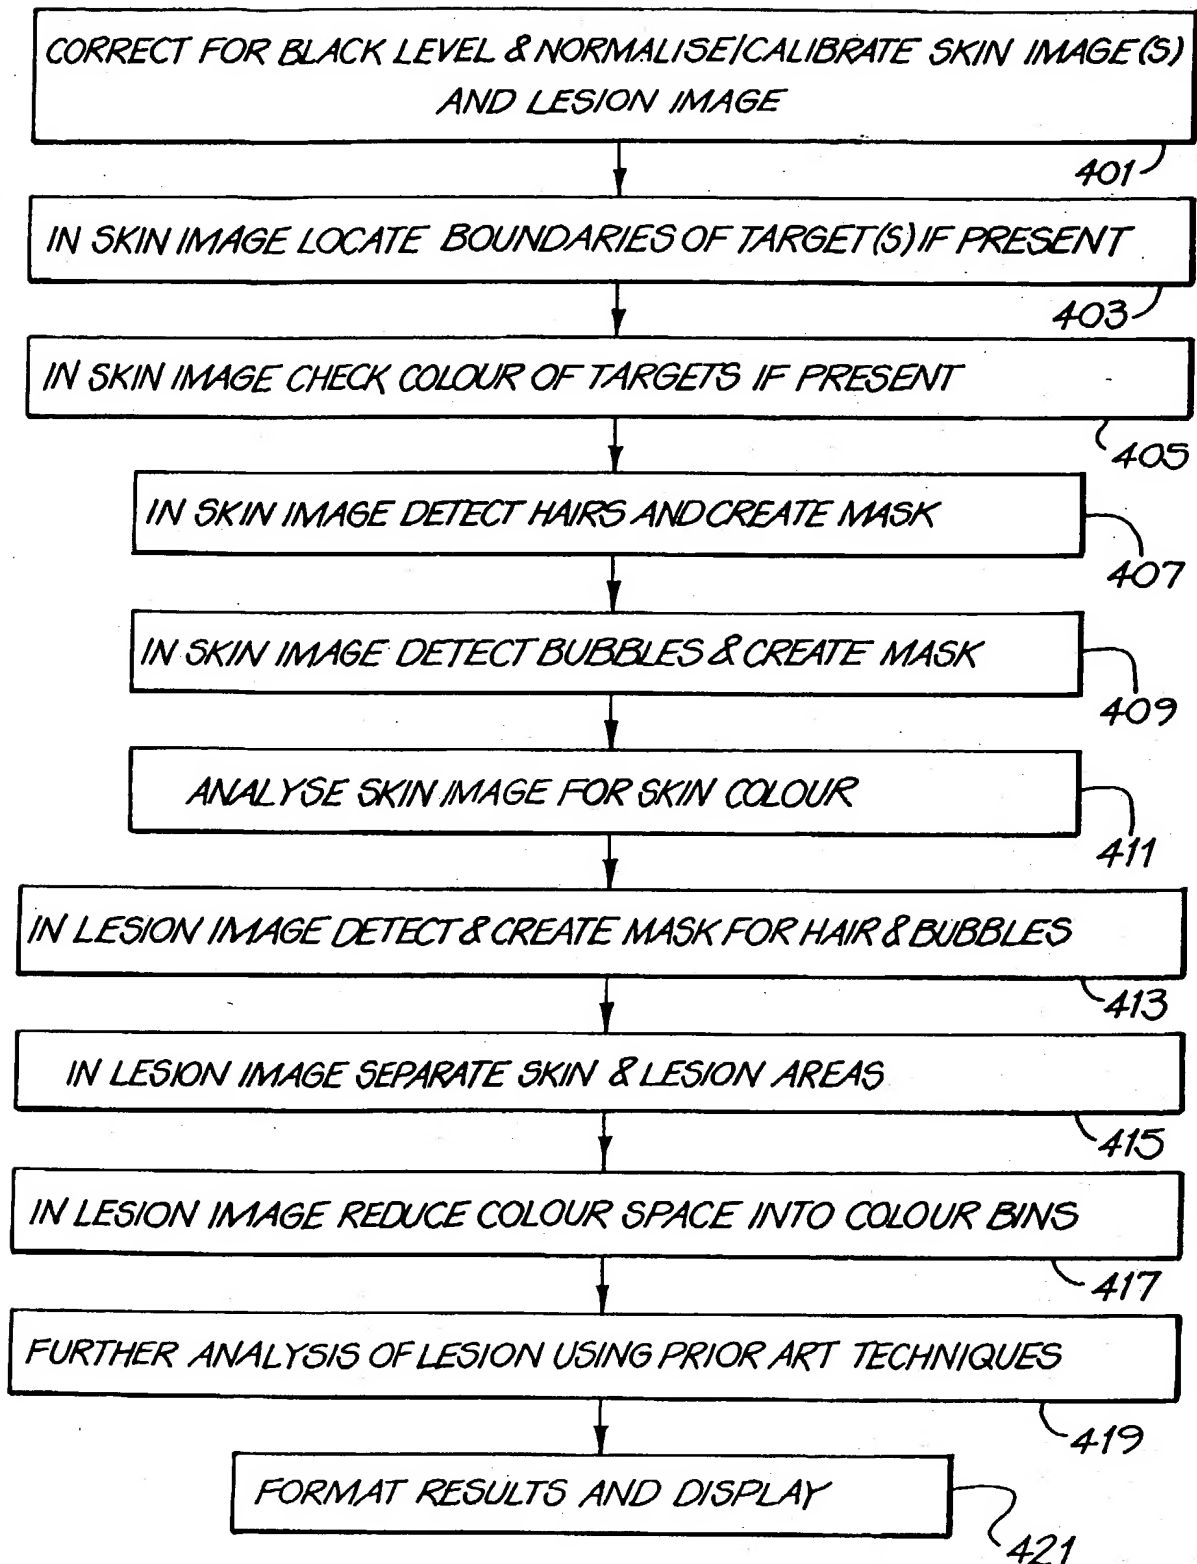 CORRECT FOR BLACK LEVEL & NORMALISE/CALIBRATE SKIN IMAGE(S)
AND LESION IMAGE
401
IN SKIN IMAGE LOCATE BOUNDARIES OF TARGET(S) IF PRESENT
403
IN SKIN IMAGE CHECK COLOUR OF TARGETS IF PRESENT
405
IN SKIN IMAGE DETECT HAIRS AND CREATE MASK
407
IN SKIN IMAGE DETECT BUBBLES & CREATE MASK
409
ANALYSE SKIN IMAGE FOR SKIN COLOUR
411
IN LESION IMAGE DETECT & CREATE MASK FOR HAIR & BUBBLES
413
IN LESION IMAGE SEPARATE SKIN & LESION AREAS
415
IN LESION IMAGE REDUCE COLOUR SPACE INTO COLOUR BINS
417
FURTHER ANALYSIS OF LESION USING PRIOR ART TECHNIQUES
419
FORMAT RESULTS AND DISPLAY
421